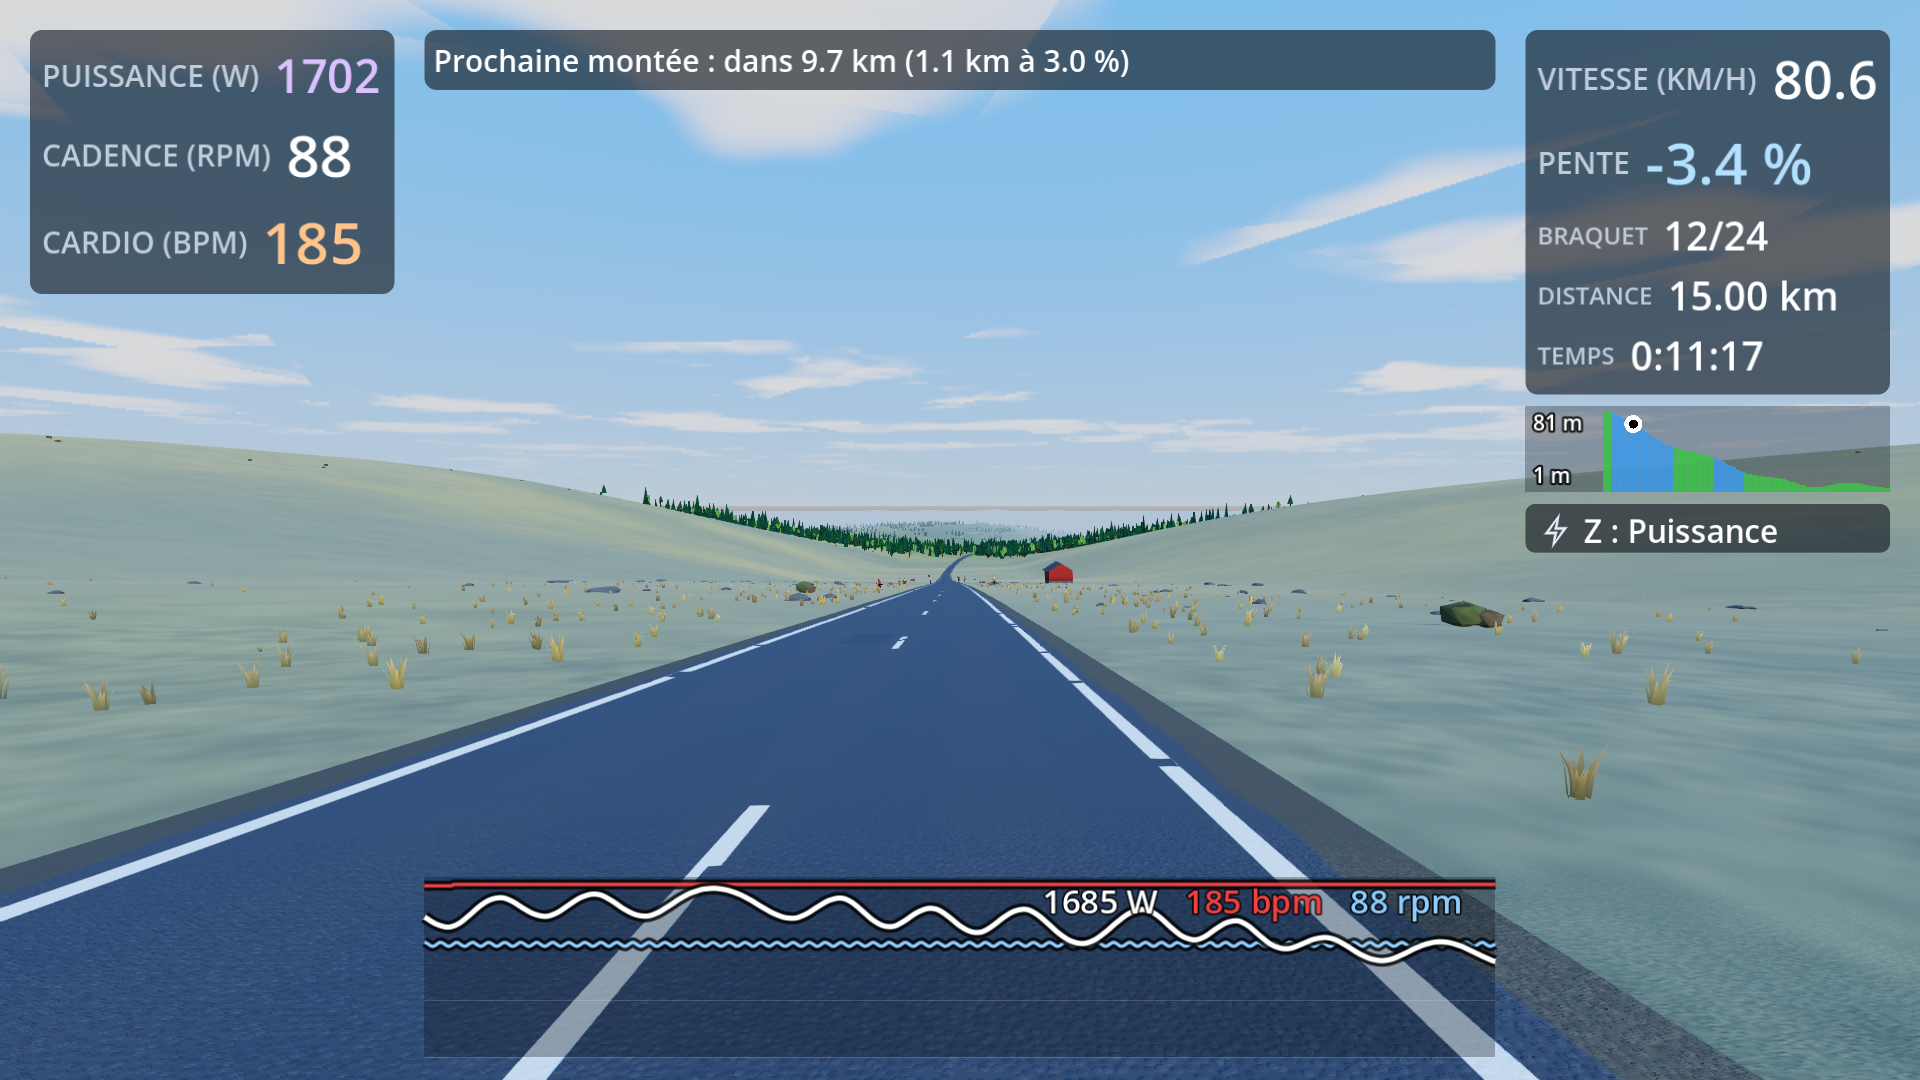 PUISSANCE (W) 1702
CADENCE (RPM) 88
CARDIO (BPM) 185
Prochaine montée : dans 9.7 km (1.1 km à 3.0 %)
VITESSE (KM/H) 80.6
PENTE -3.4 %
BRAQUET 12/24
DISTANCE 15.00 km
TEMPS 0:11:17
81 m
1 m
Z : Puissance
1685 W 185 bpm 88 rpm